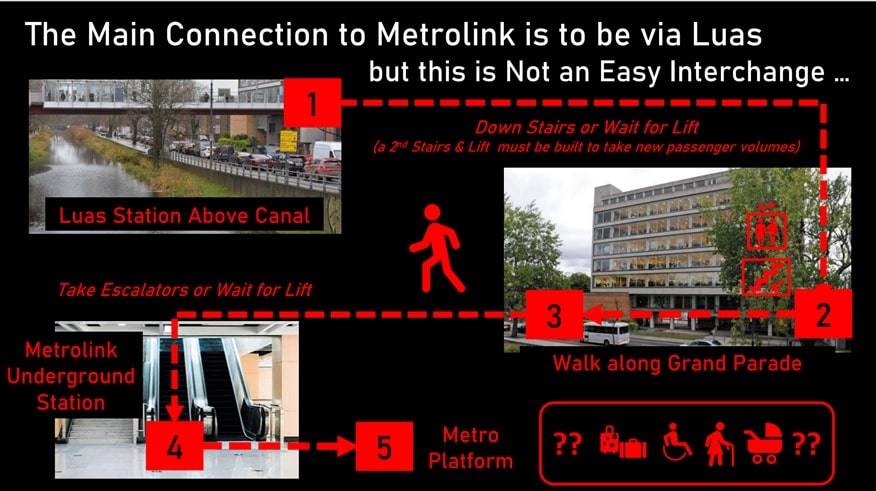 The Main Connection to Metrolink is to be via Luas
but this is Not an Easy Interchange ...
1
Down Stairs or Wait for Lift
(a 2nd Stairs & Lift must be built to take new passenger volumes)
Luas Station Above Canal
Take Escalators or Wait for Lift
3
2
Walk along Grand Parade
Metrolink
Underground
Station
4
5
Metro
Platform
??
??